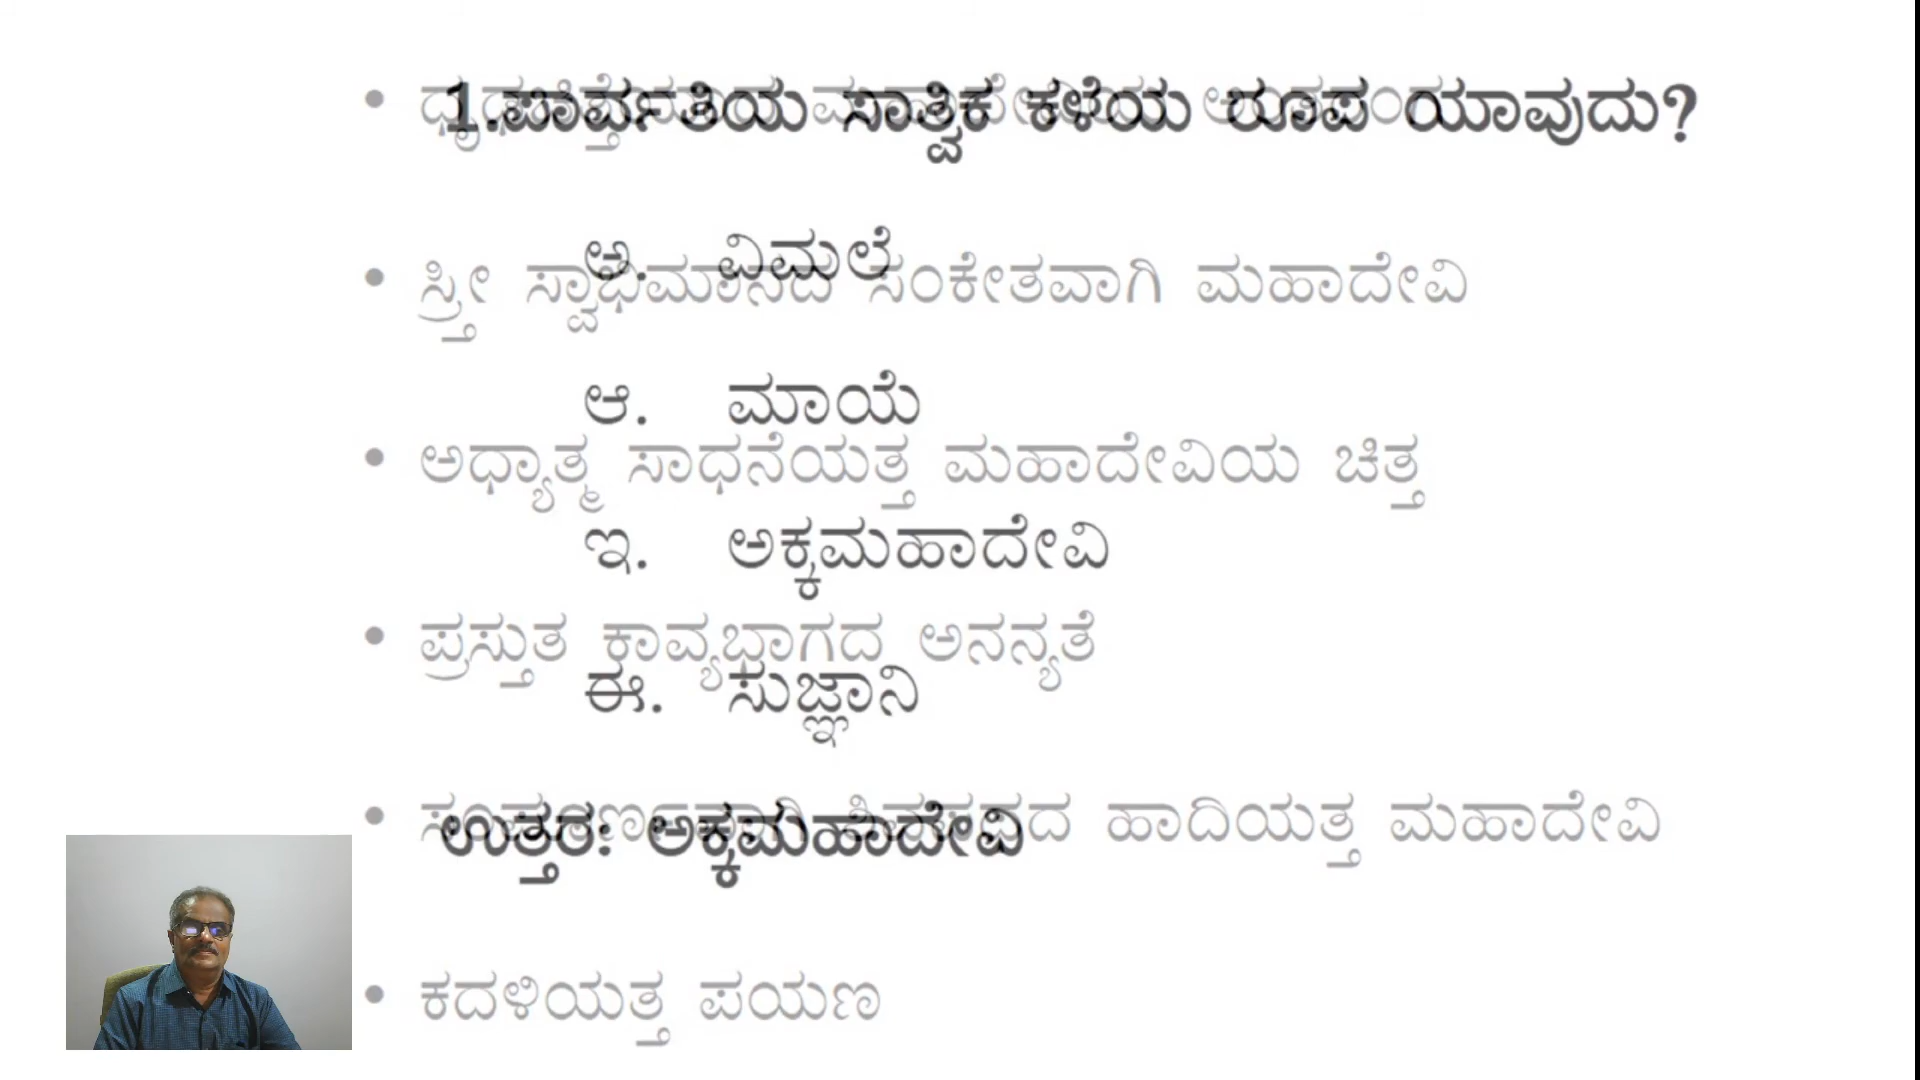 1.ಪಾರ್ವತಿಯ ಸಾತ್ವಿಕ ಕಳೆಯ ರೂಪ ಯಾವುದು?
ಅ. ವಿಮಲೆ
• ಸ್ತ್ರೀ ಸ್ವಾಭಿಮಾನದ ಸಂಕೇತವಾಗಿ ಮಹಾದೇವಿ
ಆ. ಮಾಯೆ
• ಅಧ್ಯಾತ್ಮ ಸಾಧನೆಯತ್ತ ಮಹಾದೇವಿಯ ಚಿತ್ತ
ಇ. ಅಕ್ಕಮಹಾದೇವಿ
• ಪ್ರಸ್ತುತ ಕಾವ್ಯಭಾಗದ ಅನನ್ಯತೆ
ಈ. ಸುಜ್ಞಾನಿ
• ಹಾದಿಯತ್ತ ಮಹಾದೇವಿ
ಉತ್ತರ: ಅಕ್ಕಮಹಾದೇವಿ
• ಕದಳಿಯತ್ತ ಪಯಣ